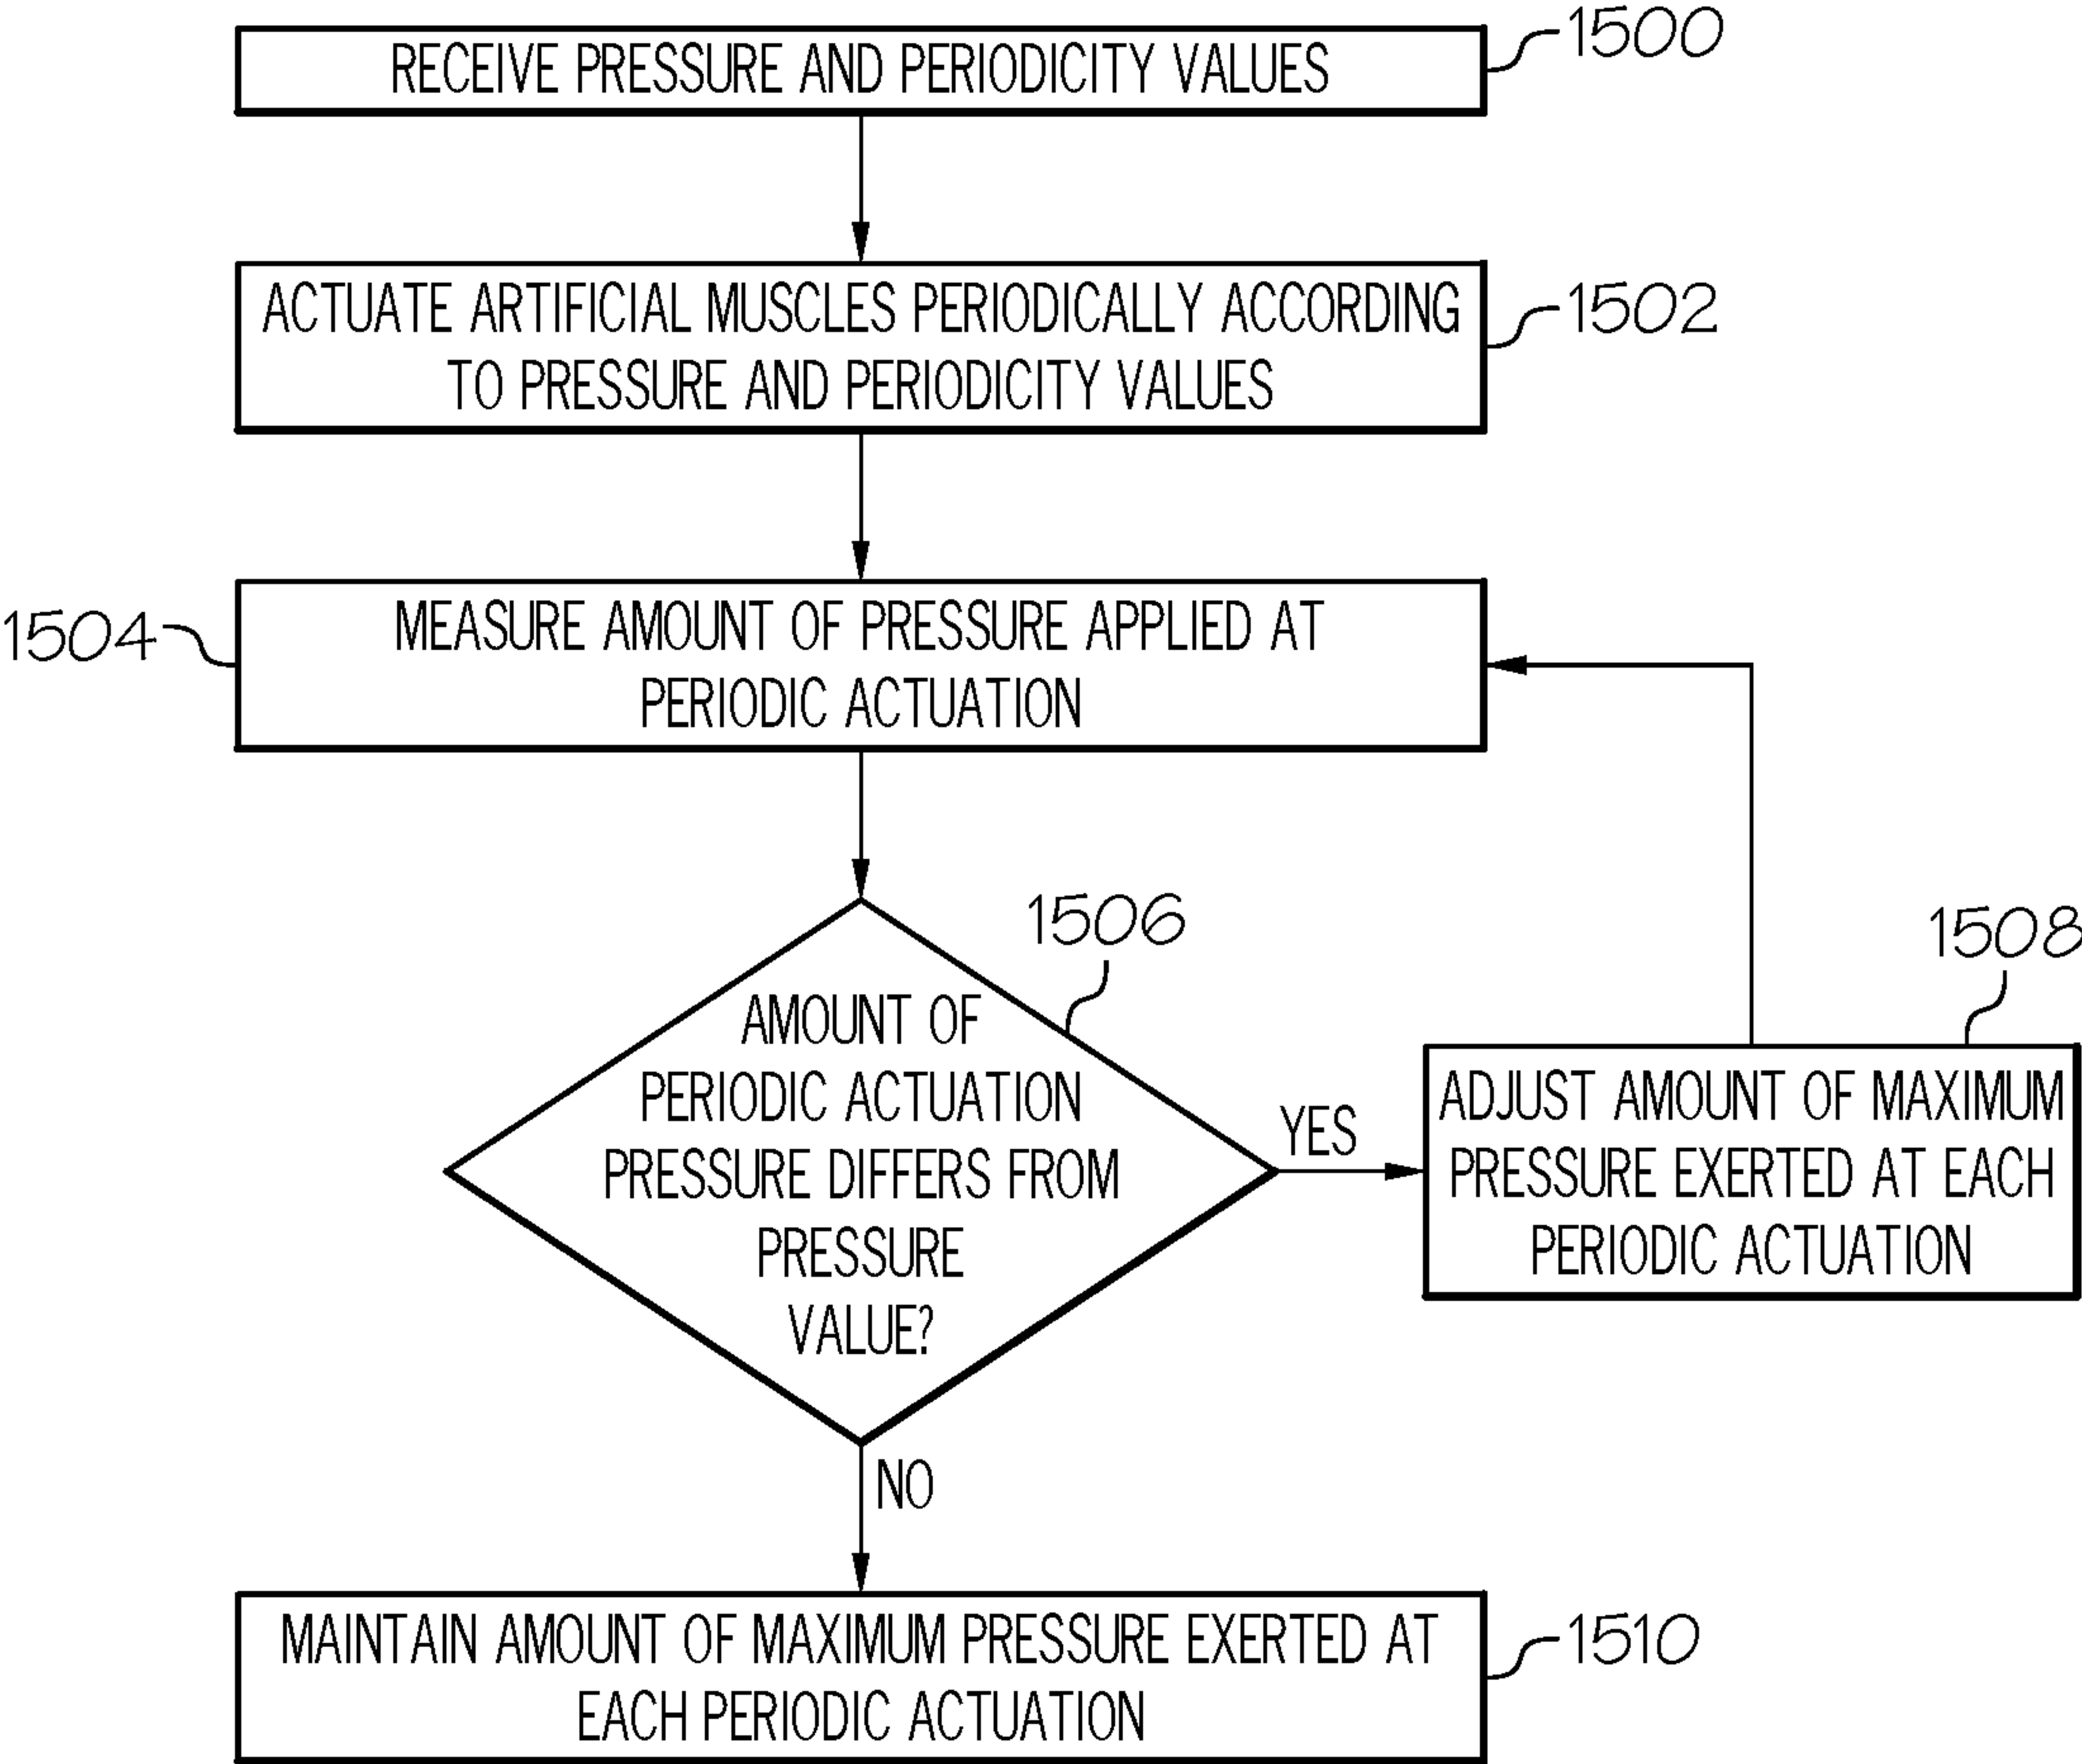 RECEIVE PRESSURE AND PERIODICITY VALUES
1500
ACTUATE ARTIFICIAL MUSCLES PERIODICALLY ACCORDING
TO PRESSURE AND PERIODICITY VALUES
1502
1504
MEASURE AMOUNT OF PRESSURE APPLIED AT
PERIODIC ACTUATION
1506
AMOUNT OF
PERIODIC ACTUATION
PRESSURE DIFFERS FROM
PRESSURE
VALUE?
YES
1508
ADJUST AMOUNT OF MAXIMUM
PRESSURE EXERTED AT EACH
PERIODIC ACTUATION
NO
MAINTAIN AMOUNT OF MAXIMUM PRESSURE EXERTED AT
EACH PERIODIC ACTUATION
1510